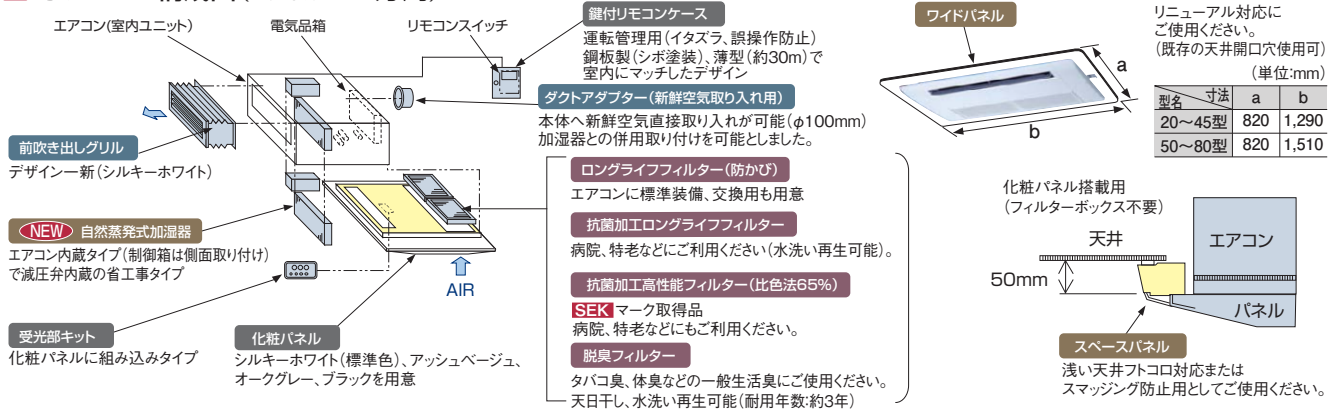 エアコン(室内ユニット)
電気品箱
リモコンスイッチ
鍵付リモコンケース
運転管理用(イタズラ、誤操作防止)
鋼板製(シボ塗装)、薄型(約30m)で
室内にマッチしたデザイン
ダクトアダプター(新鮮空気取り入れ用)
本体へ新鮮空気直接取り入れが可能(φ100mm)
加湿器との併用取り付けを可能としました。
前吹き出しグリル
デザイン一新(シルキーホワイト)
NEW 自然蒸発式加湿器
エアコン内蔵タイプ(制御箱は側面取り付け)
で減圧弁内蔵の省工事タイプ
受光部キット
化粧パネルに組み込みタイプ
AIR
化粧パネル
シルキーホワイト(標準色)、アッシュベージュ、
オークグレー、ブラックを用意
ロングライフフィルター(防かび)
エアコンに標準装備、交換用も用意
抗菌加工ロングライフフィルター
病院、特老などにご利用ください(水洗い再生可能)。
抗菌加工高性能フィルター(比色法65%)
SEK マーク取得品
病院、特老などにもご利用ください。
脱臭フィルター
タバコ臭、体臭などの一般生活臭にご使用ください。
天日干し、水洗い再生可能(耐用年数:約3年)
ワイドパネル
a
b
リニューアル対応に
ご使用ください。
(既存の天井開口穴使用可)
(単位:mm)
型名 寸法 a b
20〜45型 820 1,290
50〜80型 820 1,510
化粧パネル搭載用
(フィルターボックス不要)
天井
エアコン
50mm
パネル
スペースパネル
浅い天井フトコロ対応または
スマッジング防止用としてご使用ください。